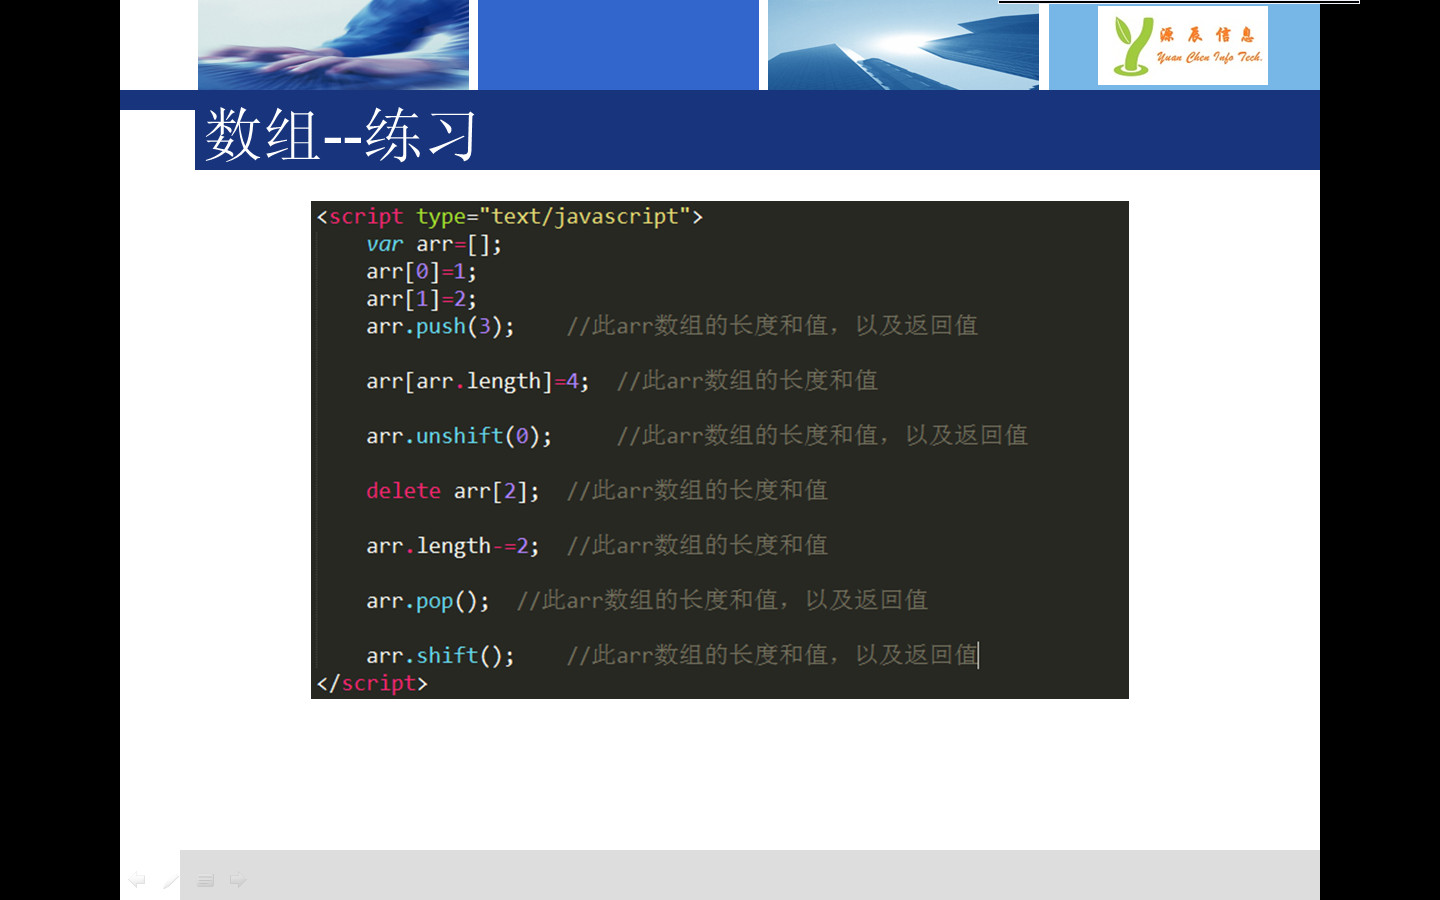 源辰信息
Yuan Chen Info Tech.
数组--练习
<script type="text/javascript">
var arr=[];
arr[0]=1;
arr[1]=2;
arr.push(3); //此arr数组的长度和值，以及返回值
arr[arr.length]=4; //此arr数组的长度和值
arr.unshift(0); //此arr数组的长度和值，以及返回值
delete arr[2]; //此arr数组的长度和值
arr.length-=2; //此arr数组的长度和值
arr.pop(); //此arr数组的长度和值，以及返回值
arr.shift(); //此arr数组的长度和值，以及返回值
</script>